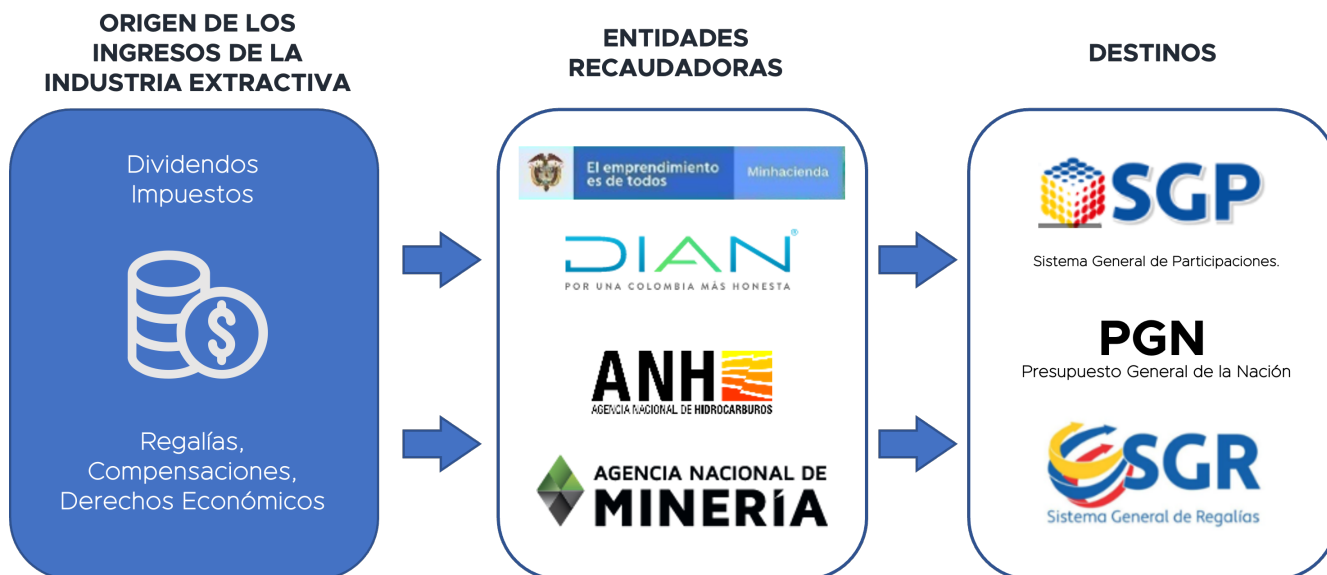 ORIGEN DE LOS
INGRESOS DE LA
INDUSTRIA EXTRACTIVA
Dividendos
Impuestos
$
Regalías,
Compensaciones,
Derechos Económicos
ENTIDADES
RECAUDADORAS
El emprendimiento
es de todos
Minhacienda
DIAN®
POR UNA COLOMBIA MÁS HONESTA
ANH
AGENCIA NACIONAL DE HIDROCARBUROS
AGENCIA NACIONAL DE
MINERÍA
DESTINOS
SGP
Sistema General de Participaciones.
PGN
Presupuesto General de la Nación
SGR
Sistema General de Regalías